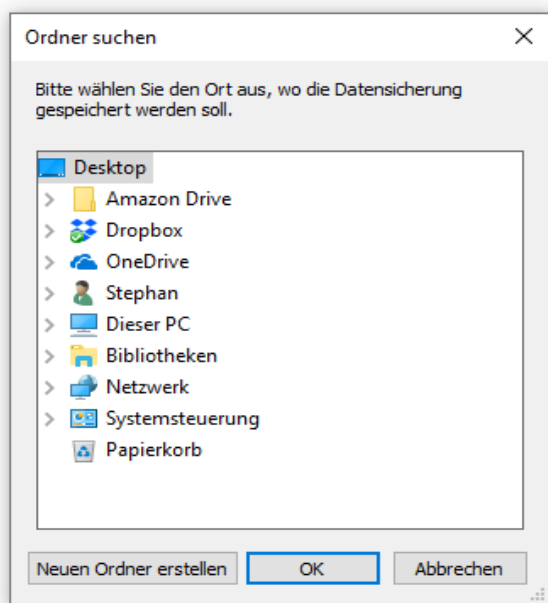 Ordner suchen
Bitte wählen Sie den Ort aus, wo die Datensicherung
gespeichert werden soll.
Desktop
Amazon Drive
Dropbox
OneDrive
Stephan
Dieser PC
Bibliotheken
Netzwerk
Systemsteuerung
Papierkorb
Neuen Ordner erstellen OK Abbrechen